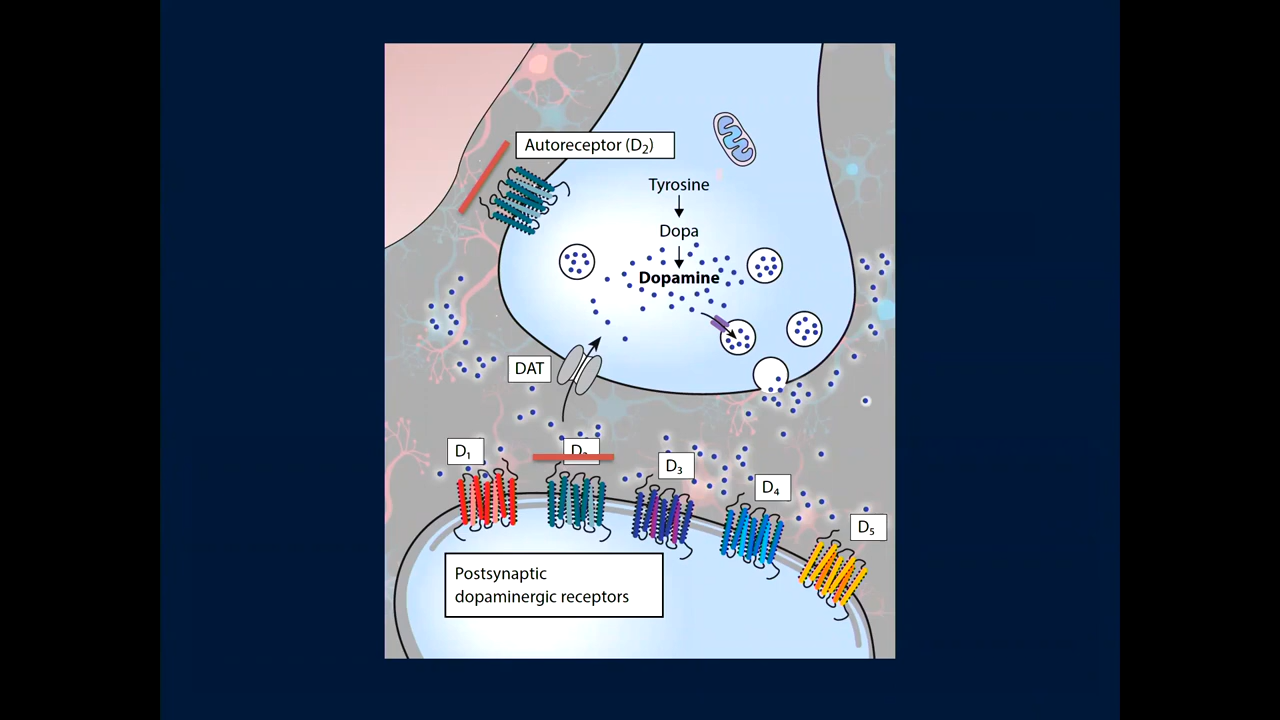 Autoreceptor (D₂)
Tyrosine
Dopa
Dopamine
DAT
D₁
D₃
D₄
D₅
Postsynaptic
dopaminergic receptors